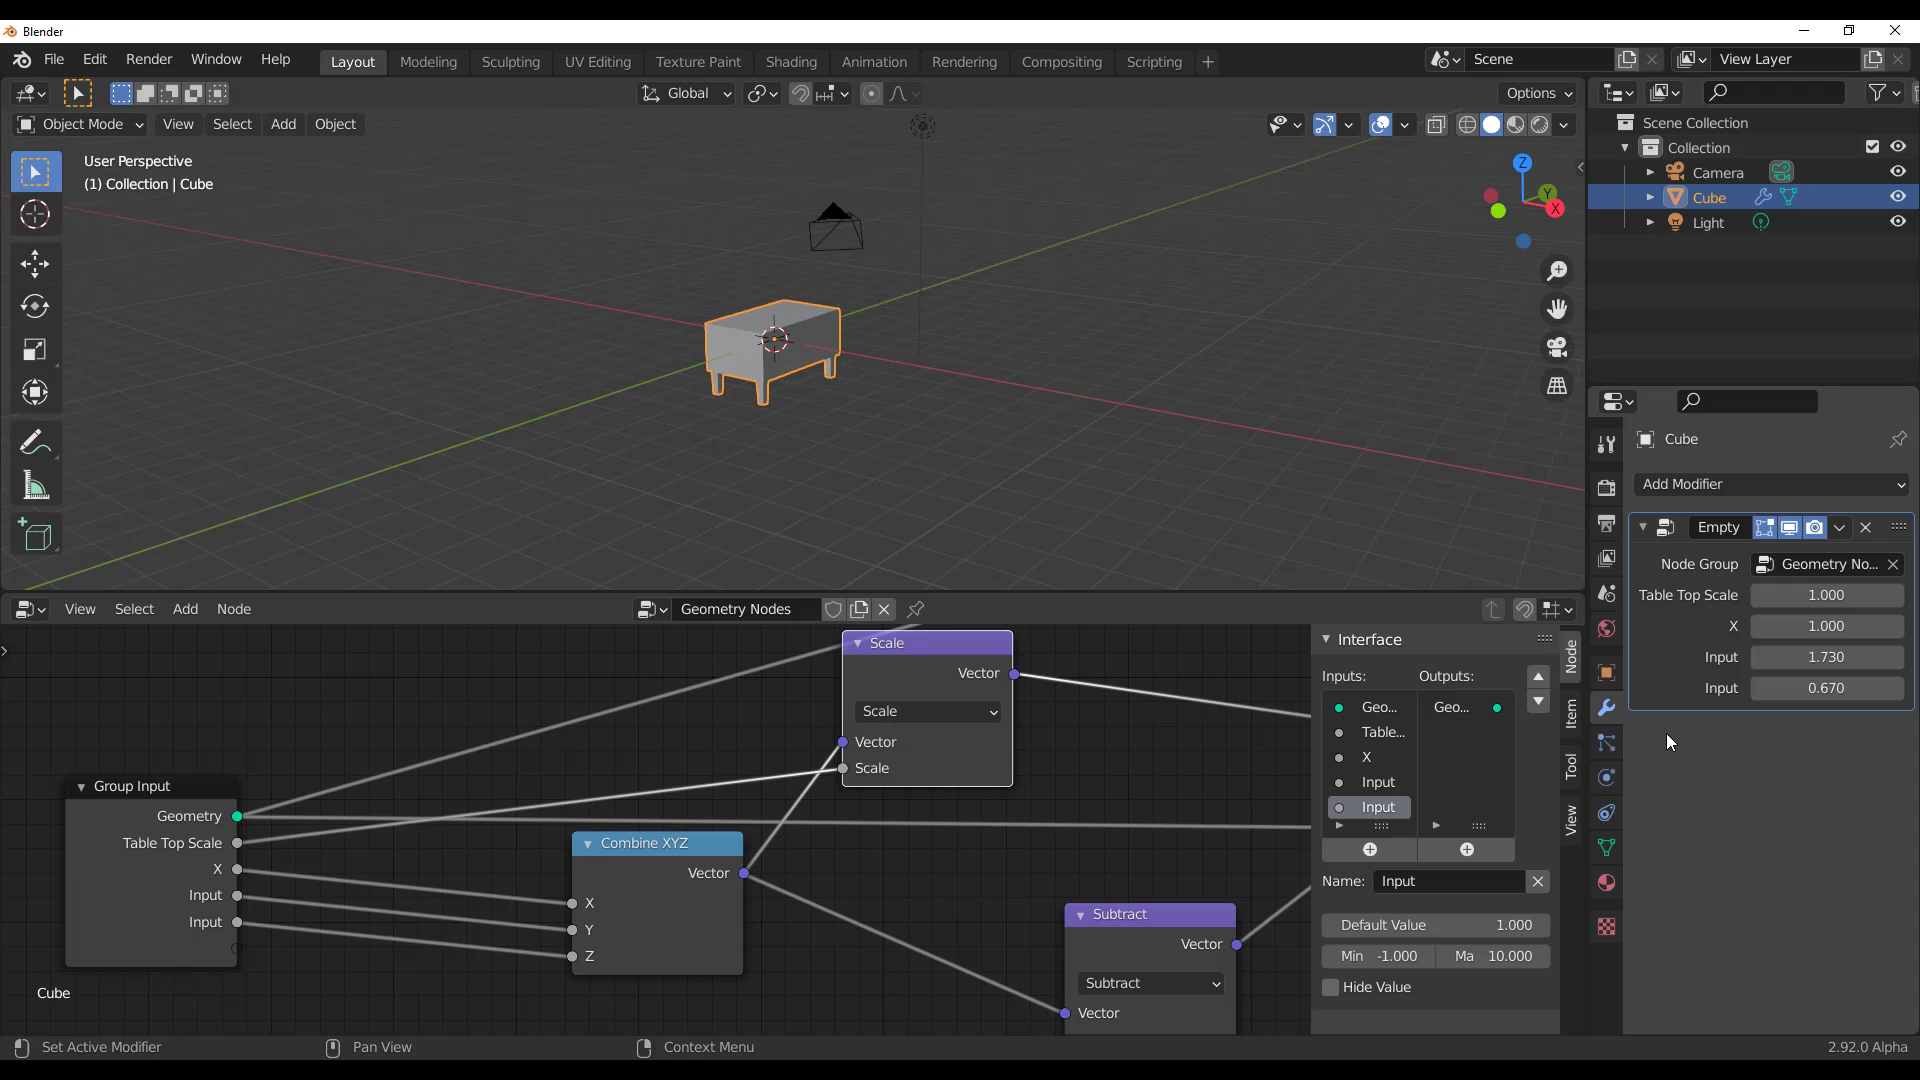 Blender
File Edit Render Window Help Layout Modeling Sculpting UV Editing Texture Paint Shading Animation Rendering Compositing Scripting + Scene View Layer
Global Options
Object Mode View Select Add Object
User Perspective
(1) Collection | Cube
Z
Y
X
Scene Collection
Collection
Camera
Cube
Light
Cube
Add Modifier
Empty
Node Group Geometry No...
Table Top Scale 1.000
X 1.000
Input 1.730
Input 0.670
View Select Add Node Geometry Nodes
Scale
Vector
Scale
Vector
Scale
Group Input
Geometry
Table Top Scale
X
Input
Input
Combine XYZ
Vector
X
Y
Z
Subtract
Vector
Subtract
Vector
Cube
Interface
Inputs: Outputs:
Geo... Geo...
Table...
X
Input
Input
Name: Input
Default Value 1.000
Min -1.000 Ma 10.000
Hide Value
Node
Item
Tool
View
Set Active Modifier Pan View Context Menu 2.92.0 Alpha